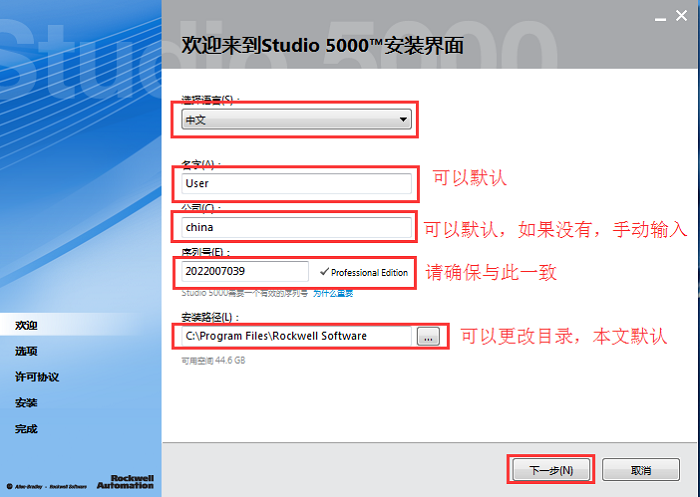 Studio 5000
欢迎来到Studio 5000™安装界面
选择语言(S)：
中文
名字(A)：
User
可以默认
公司(C)：
china
可以默认，如果没有，手动输入
序列号(E)：
2022007039
✓Professional Edition
请确保与此一致
Studio 5000需要一个有效的序列号 为什么重要
安装路径(L)：
C:\Program Files\Rockwell Software
...
可以更改目录，本文默认
可用空间 44.6 GB
欢迎
选项
许可协议
安装
完成
Allen-Bradley • Rockwell Software
Rockwell
Automation
下一步(N)
取消